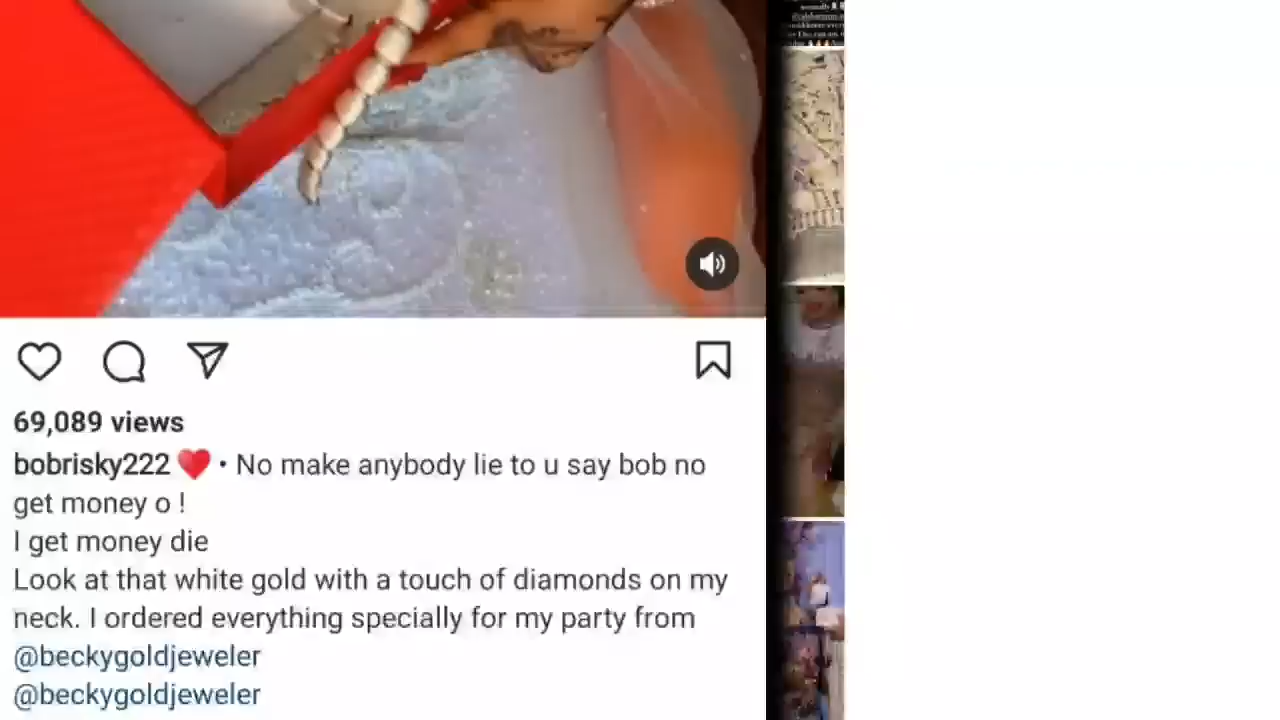 69,089 views
bobrisky222 ❤️ • No make anybody lie to u say bob no
get money o !
I get money die
Look at that white gold with a touch of diamonds on my
neck. I ordered everything specially for my party from
@beckygoldjeweler
@beckygoldjeweler